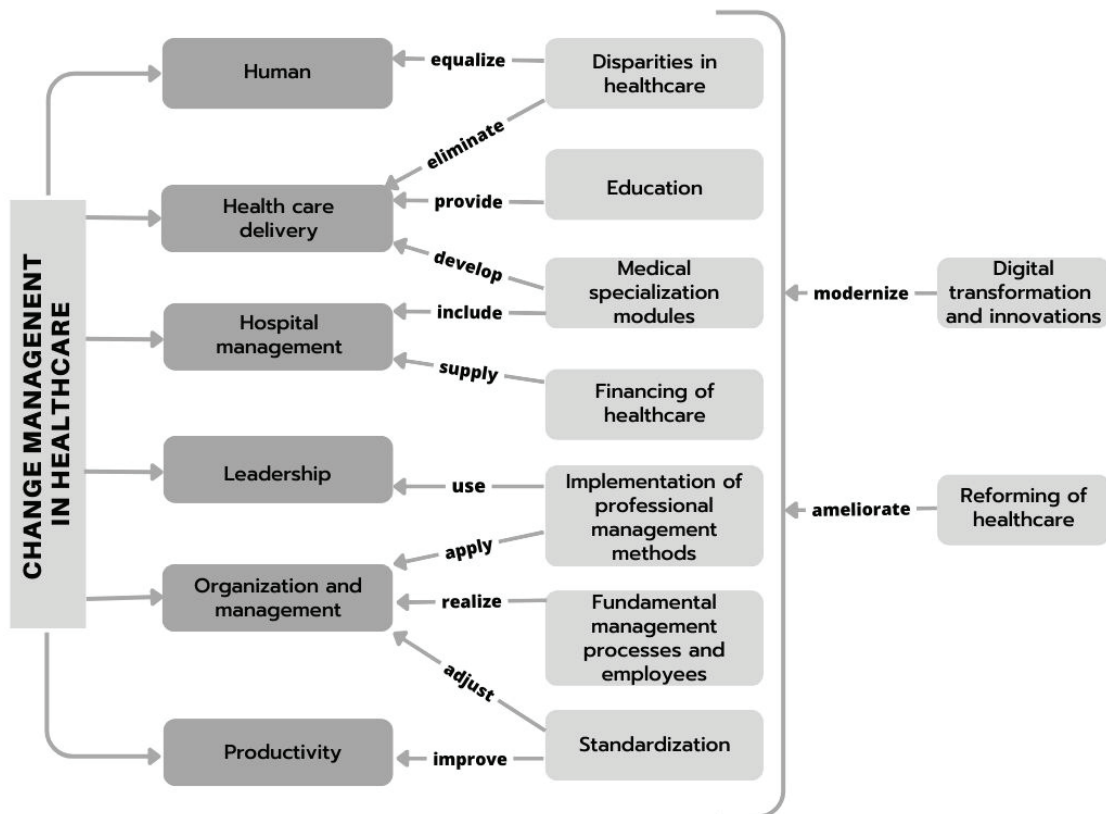 CHANGE MANAGENENT
IN HEALTHCARE
Human
Health care
delivery
Hospital
management
Leadership
Organization and
management
Productivity
equalize
eliminate
provide
develop
include
supply
use
apply
realize
adjust
improve
Disparities in
healthcare
Education
Medical
specialization
modules
Financing of
healthcare
Implementation of
professional
management
methods
Fundamental
management
processes and
employees
Standardization
modernize
ameliorate
Digital
transformation
and innovations
Reforming of
healthcare